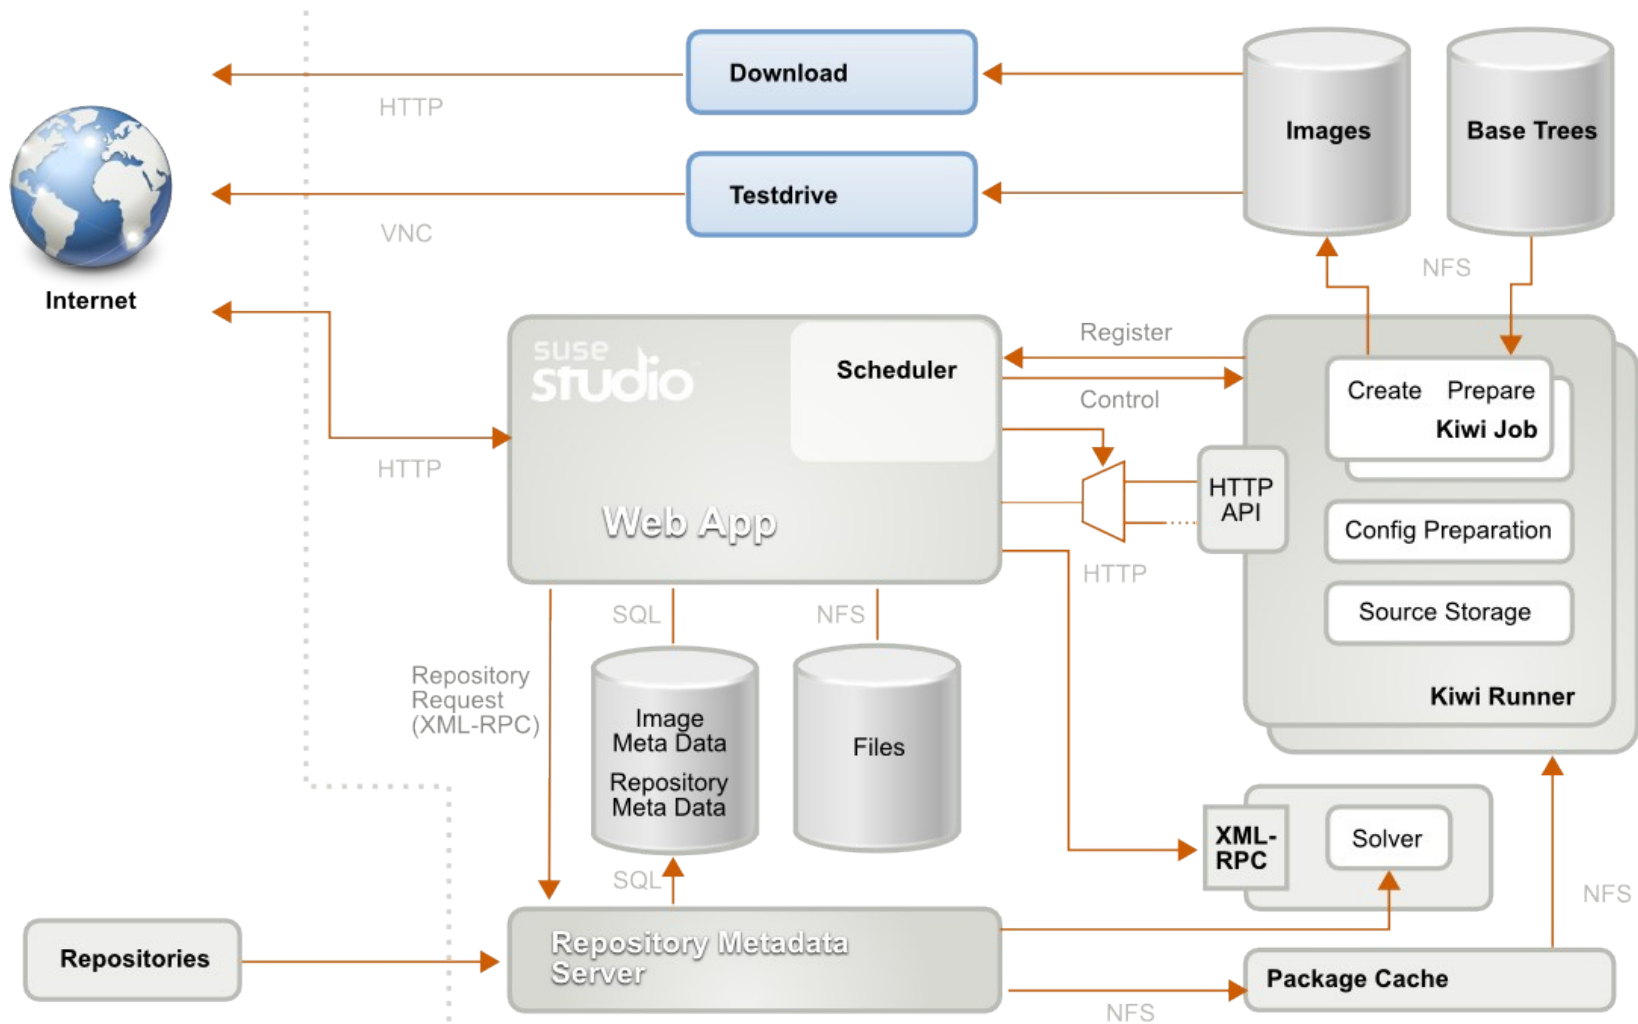 Download
HTTP
Images
Base Trees
Testdrive
VNC
NFS
Internet
suse
studio
Scheduler
Register
Control
Create
Prepare
Kiwi Job
HTTP
HTTP
API
Web App
Config Preparation
HTTP
SQL
NFS
Source Storage
Repository
Request
(XML-RPC)
Kiwi Runner
Image
Meta Data
Repository
Meta Data
Files
XML-
RPC
Solver
SQL
NFS
Repositories
Repository Metadata
Server
Package Cache
NFS